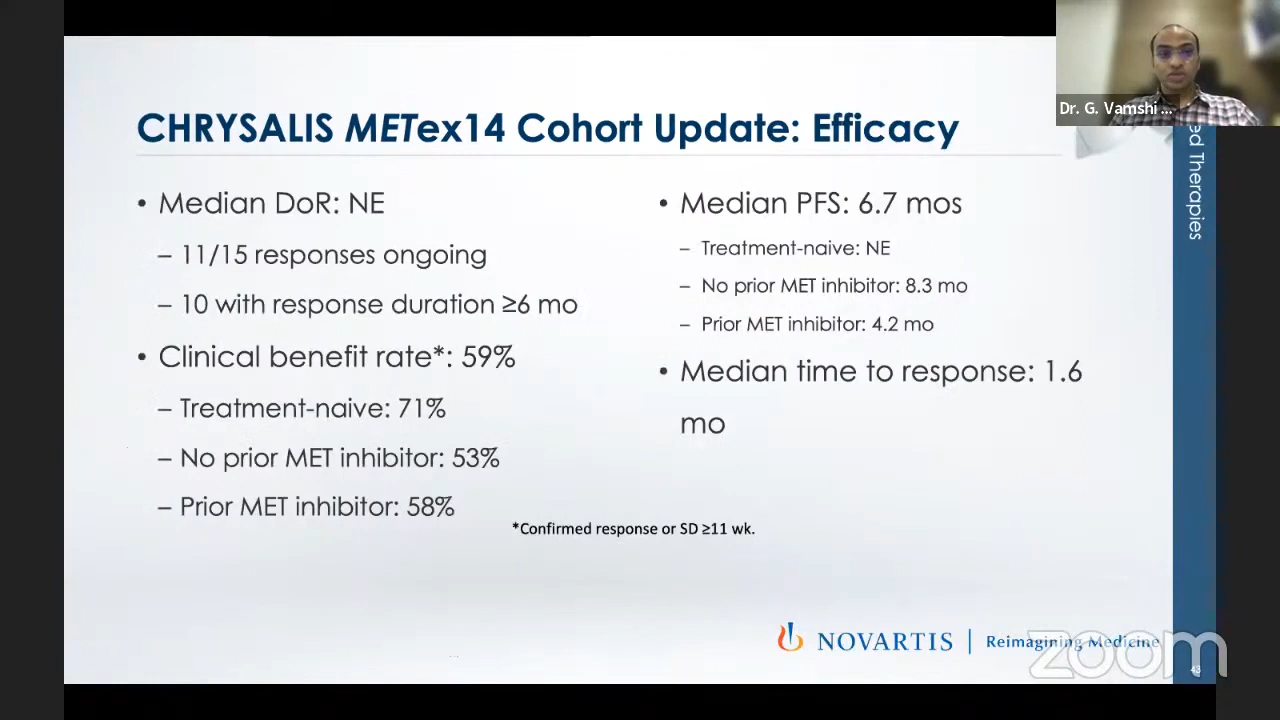 Dr. G. Vamshi ...
ed Therapies
CHRYSALIS METex14 Cohort Update: Efficacy
• Median DoR: NE
– 11/15 responses ongoing
– 10 with response duration ≥6 mo
• Clinical benefit rate*: 59%
– Treatment-naive: 71%
– No prior MET inhibitor: 53%
– Prior MET inhibitor: 58%
• Median PFS: 6.7 mos
– Treatment-naive: NE
– No prior MET inhibitor: 8.3 mo
– Prior MET inhibitor: 4.2 mo
• Median time to response: 1.6
mo
*Confirmed response or SD ≥11 wk.
NOVARTIS | Reimagining Medicine
zoom
43